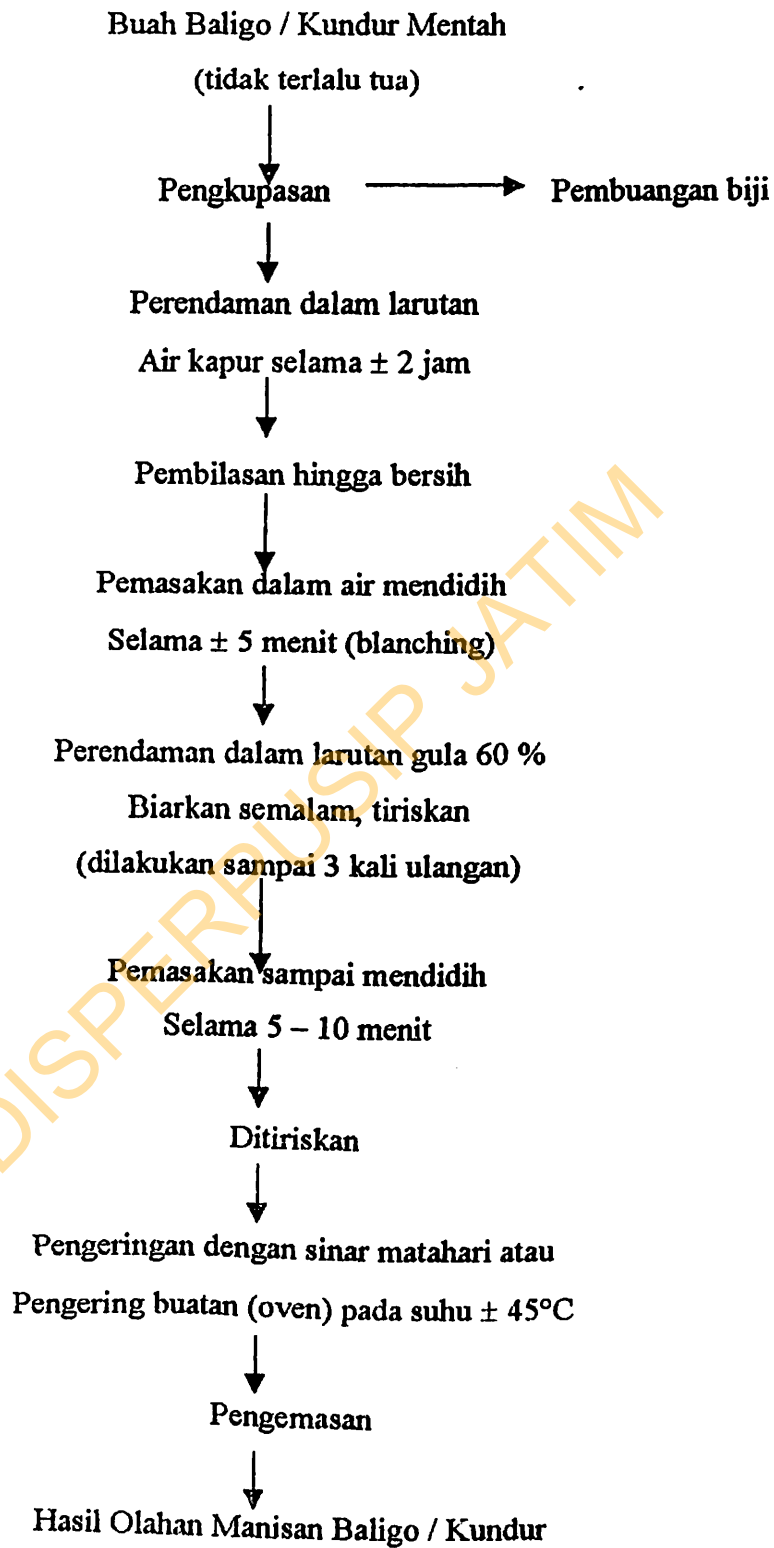 Buah Baligo / Kundur Mentah
(tidak terlalu tua)
Pengkupasan
Pembuangan biji
Perendaman dalam larutan
Air kapur selama ± 2 jam
Pembilasan hingga bersih
Pemasakan dalam air mendidih
Selama ± 5 menit (blanching)
Perendaman dalam larutan gula 60 %
Biarkan semalam, tiriskan
(dilakukan sampai 3 kali ulangan)
Pemasakan sampai mendidih
Selama 5 – 10 menit
Ditiriskan
Pengeringan dengan sinar matahari atau
Pengering buatan (oven) pada suhu ± 45°C
Pengemasan
Hasil Olahan Manisan Baligo / Kundur
DISPERPUSIP JATIM